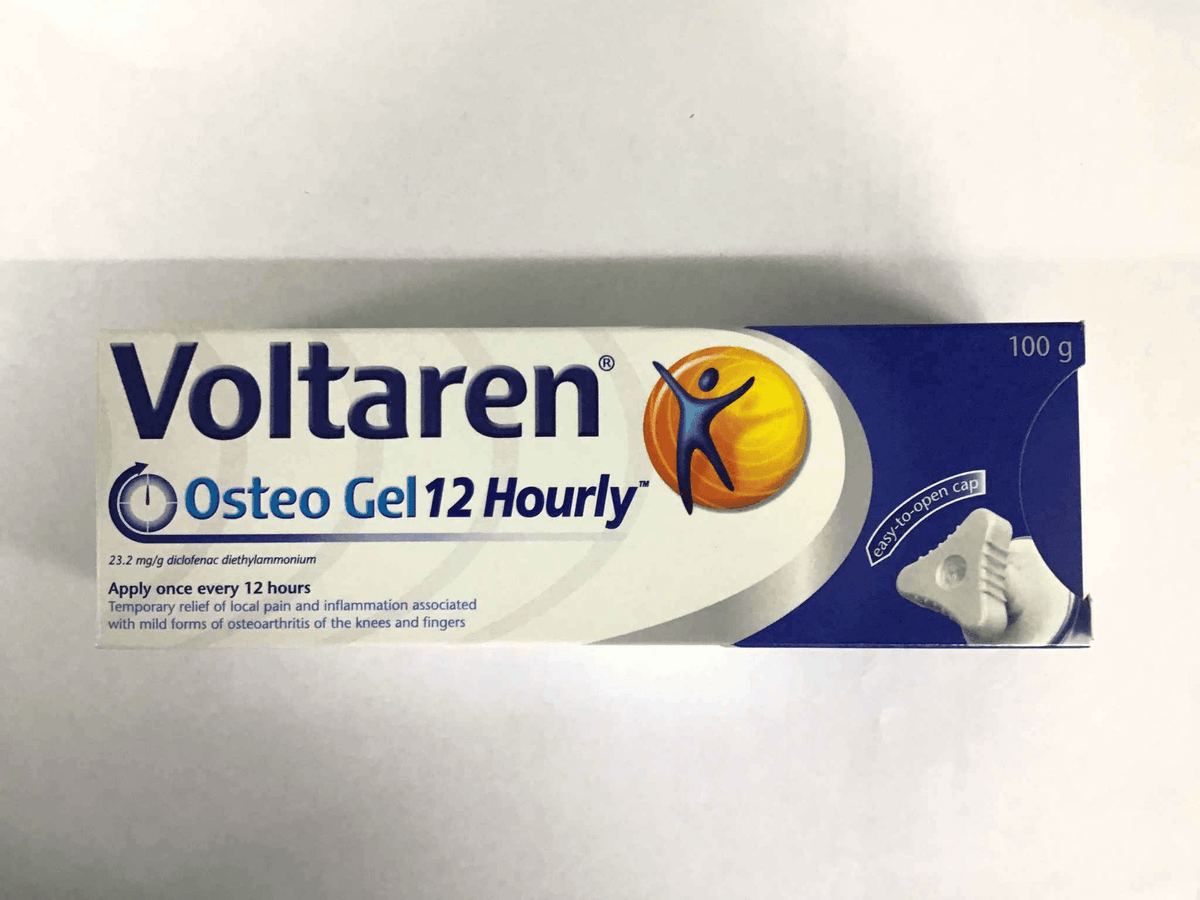 Voltaren®
Osteo Gel 12 Hourly™
23.2 mg/g diclofenac diethylammonium
Apply once every 12 hours
Temporary relief of local pain and inflammation associated
with mild forms of osteoarthritis of the knees and fingers
100 g
easy-to-open cap